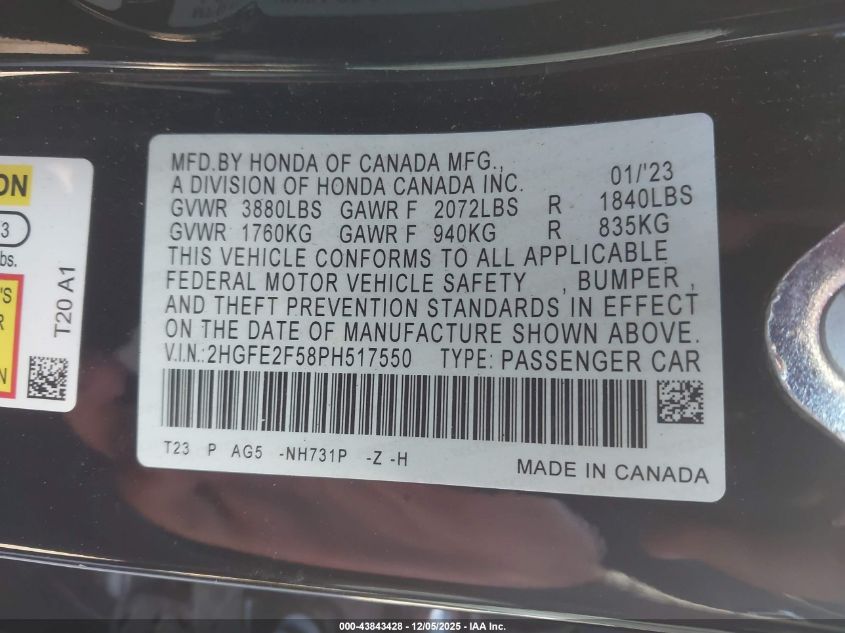 MFD.BY HONDA OF CANADA MFG.,
A DIVISION OF HONDA CANADA INC. 01/'23
GVWR 3880LBS GAWR F 2072LBS R 1840LBS
GVWR 1760KG GAWR F 940KG R 835KG
THIS VEHICLE CONFORMS TO ALL APPLICABLE
FEDERAL MOTOR VEHICLE SAFETY , BUMPER ,
AND THEFT PREVENTION STANDARDS IN EFFECT
ON THE DATE OF MANUFACTURE SHOWN ABOVE.
V.I.N.:2HGFE2F58PH517550 TYPE: PASSENGER CAR
T23 P AG5 -NH731P -Z -H
MADE IN CANADA
ON
3
bs.
'S
R
N
T20 A1
000-43843428 - 12/05/2025 - IAA Inc.